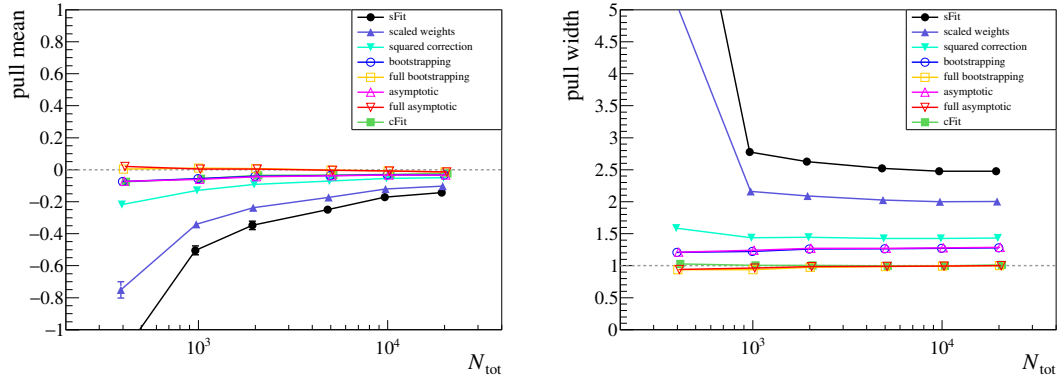 pull mean
1
0.8
0.6
0.4
0.2
0
−0.2
−0.4
−0.6
−0.8
−1
10³
10⁴
N_tot
sFit
scaled weights
squared correction
bootstrapping
full bootstrapping
asymptotic
full asymptotic
cFit
pull width
5
4.5
4
3.5
3
2.5
2
1.5
1
0.5
0
10³
10⁴
N_tot
sFit
scaled weights
squared correction
bootstrapping
full bootstrapping
asymptotic
full asymptotic
cFit